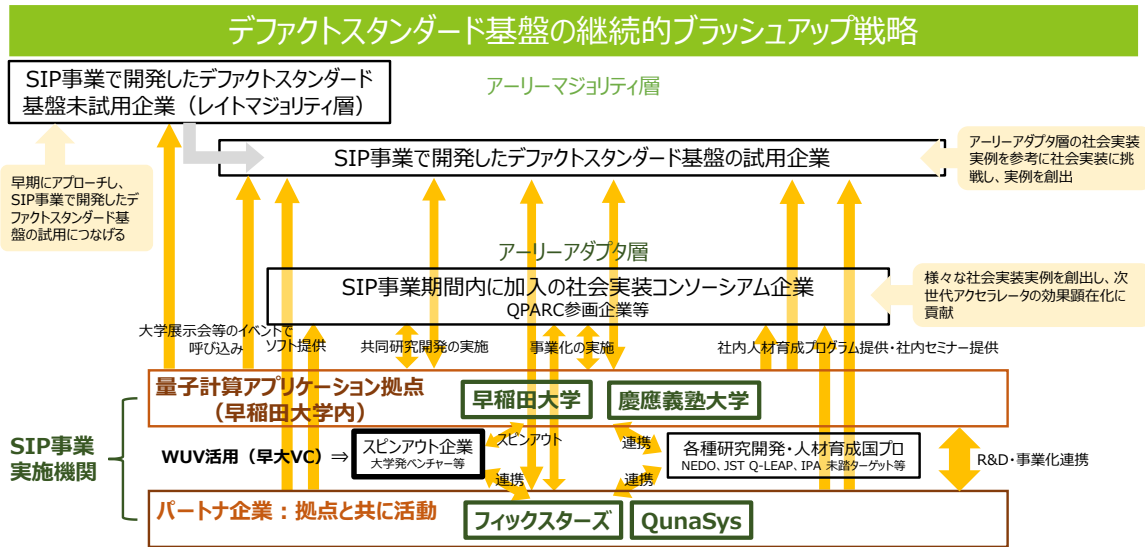 デファクトスタンダード基盤の継続的ブラッシュアップ戦略
SIP事業で開発したデファクトスタンダード
基盤未試用企業（レイトマジョリティ層）
アーリーマジョリティ層
SIP事業で開発したデファクトスタンダード基盤の試用企業
アーリーアダプタ層の社会実装
実例を参考に社会実装に挑
戦し、実例を創出
早期にアプローチし、
SIP事業で開発したデ
ファクトスタンダード基
盤の試用につなげる
アーリーアダプタ層
SIP事業期間内に加入の社会実装コンソーシアム企業
QPARC参画企業等
様々な社会実装実例を創出し、次
世代アクセラレータの効果顕在化に
貢献
大学展示会等のイベントで
呼び込み
ソフト提供
共同研究開発の実施
事業化の実施
社内人材育成プログラム提供・社内セミナー提供
量子計算アプリケーション拠点
（早稲田大学内）
早稲田大学
慶應義塾大学
SIP事業
実施機関
WUV活用（早大VC）⇒
スピンアウト企業
大学発ベンチャー等
スピンアウト
連携
連携
連携
各種研究開発・人材育成国プロ
NEDO、JST Q-LEAP、IPA 未踏ターゲット等
R&D・事業化連携
パートナ企業：拠点と共に活動
フィックスターズ
QunaSys